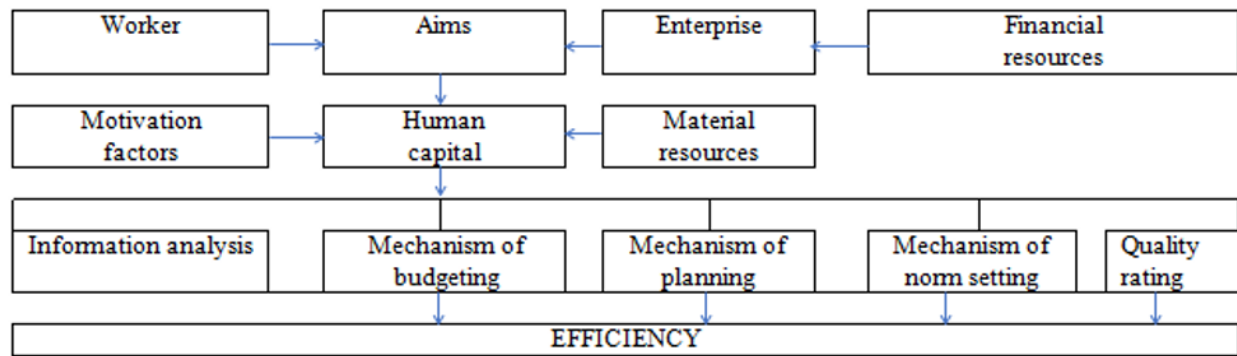 Worker
Aims
Enterprise
Financial
resources
Motivation
factors
Human
capital
Material
resources
Information analysis
Mechanism of
budgeting
Mechanism of
planning
Mechanism of
norm setting
Quality
rating
EFFICIENCY